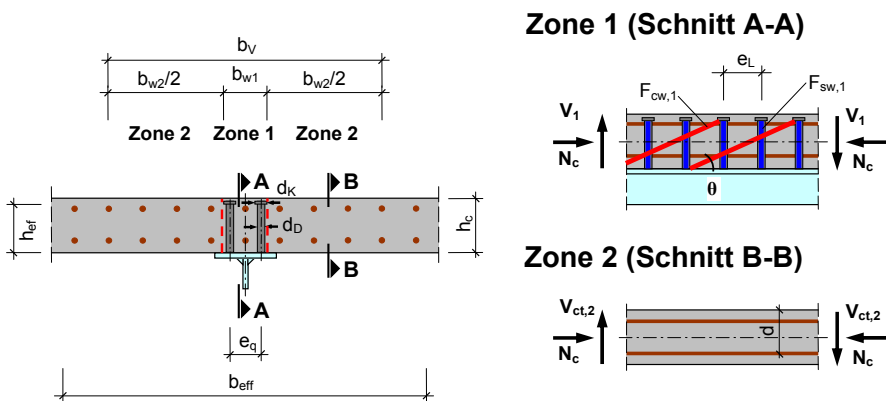 Zone 1 (Schnitt A-A)
b_V
b_w2/2 b_w1 b_w2/2
Zone 2 Zone 1 Zone 2
A B
d_K
d_D
h_ef
h_c
B
A
e_q
b_eff
e_L
F_cw,1 F_sw,1
V_1 V_1
N_c N_c
θ
Zone 2 (Schnitt B-B)
V_ct,2 V_ct,2
d
N_c N_c